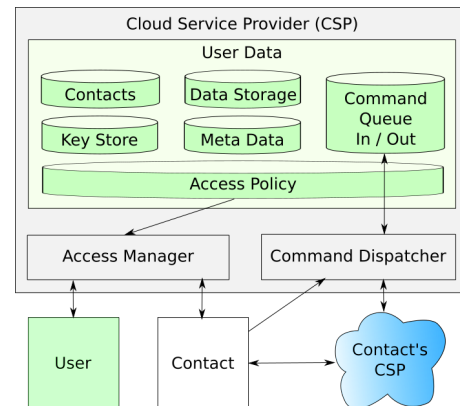 Cloud Service Provider (CSP)
User Data
Contacts
Data Storage
Command
Queue
In / Out
Key Store
Meta Data
Access Policy
Access Manager
Command Dispatcher
User
Contact
Contact's
CSP